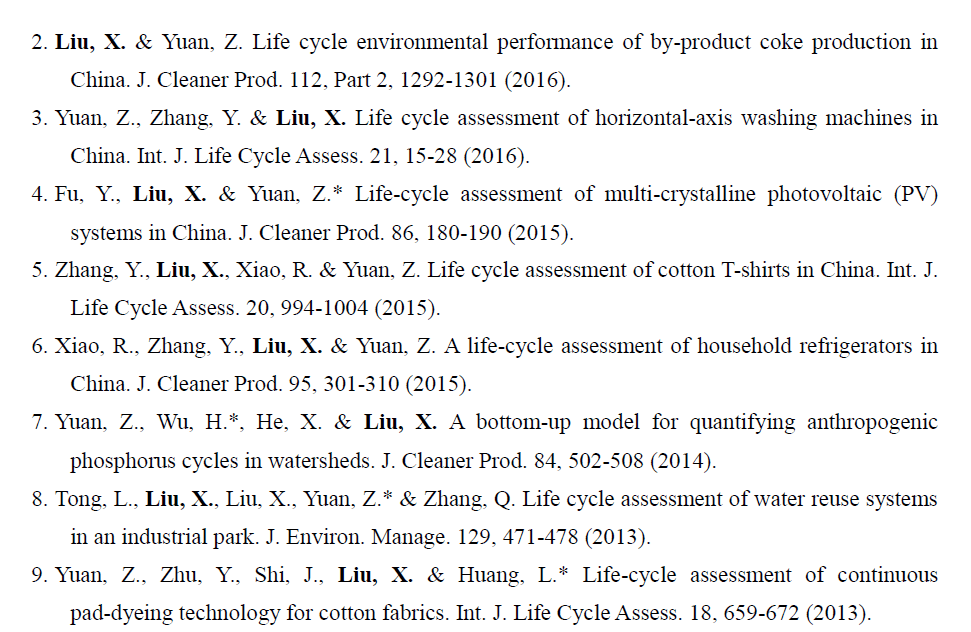 2. Liu, X. & Yuan, Z. Life cycle environmental performance of by-product coke production in
China. J. Cleaner Prod. 112, Part 2, 1292-1301 (2016).
3. Yuan, Z., Zhang, Y. & Liu, X. Life cycle assessment of horizontal-axis washing machines in
China. Int. J. Life Cycle Assess. 21, 15-28 (2016).
4. Fu, Y., Liu, X. & Yuan, Z.* Life-cycle assessment of multi-crystalline photovoltaic (PV)
systems in China. J. Cleaner Prod. 86, 180-190 (2015).
5. Zhang, Y., Liu, X., Xiao, R. & Yuan, Z. Life cycle assessment of cotton T-shirts in China. Int. J.
Life Cycle Assess. 20, 994-1004 (2015).
6. Xiao, R., Zhang, Y., Liu, X. & Yuan, Z. A life-cycle assessment of household refrigerators in
China. J. Cleaner Prod. 95, 301-310 (2015).
7. Yuan, Z., Wu, H.*, He, X. & Liu, X. A bottom-up model for quantifying anthropogenic
phosphorus cycles in watersheds. J. Cleaner Prod. 84, 502-508 (2014).
8. Tong, L., Liu, X., Liu, X., Yuan, Z.* & Zhang, Q. Life cycle assessment of water reuse systems
in an industrial park. J. Environ. Manage. 129, 471-478 (2013).
9. Yuan, Z., Zhu, Y., Shi, J., Liu, X. & Huang, L.* Life-cycle assessment of continuous
pad-dyeing technology for cotton fabrics. Int. J. Life Cycle Assess. 18, 659-672 (2013).